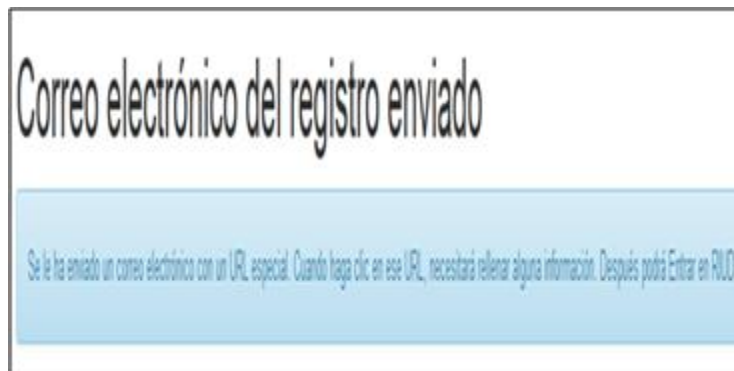 Correo electrónico del registro enviado
Se le ha enviado un correo electrónico con un URL especial. Cuando haga clic en ese URL, necesitará rellenar alguna información. Después podrá Entrar en RIUD